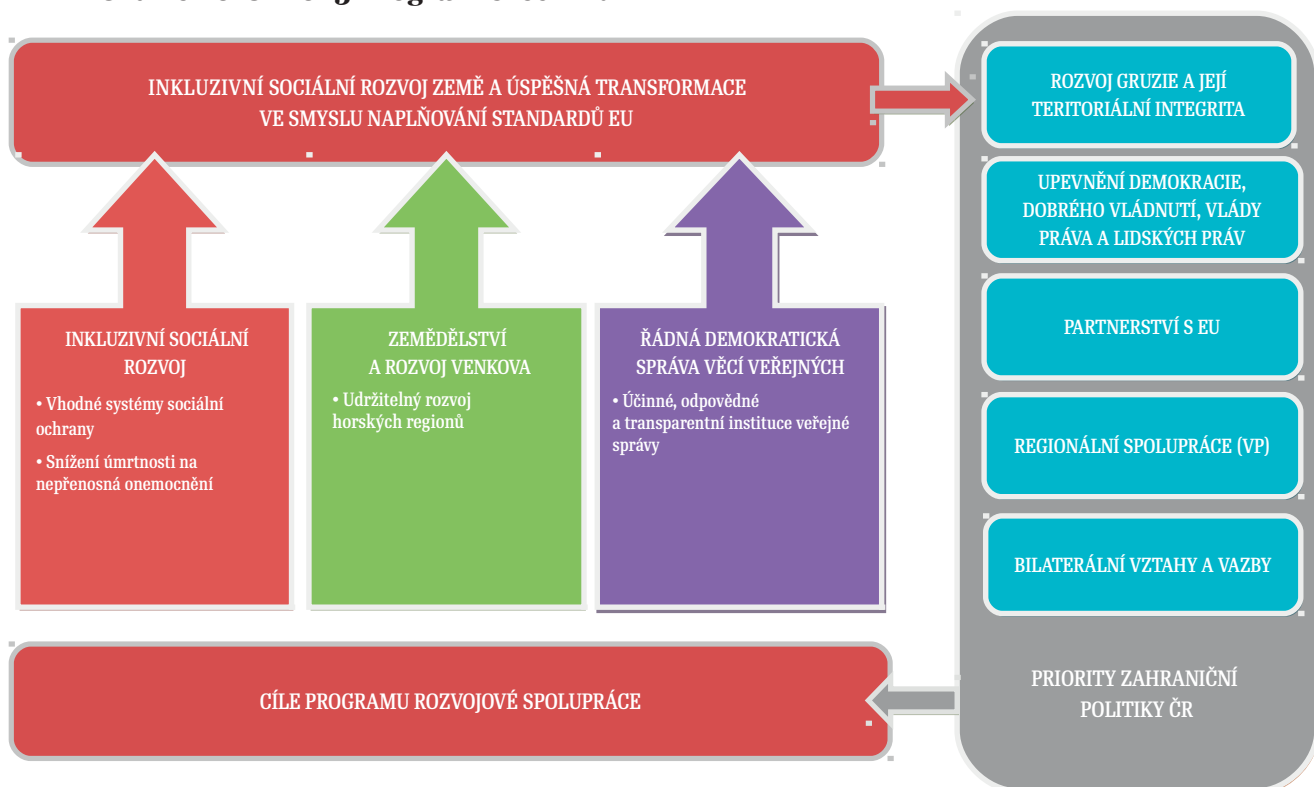 INKLUZIVNÍ SOCIÁLNÍ ROZVOJ ZEMĚ A ÚSPĚŠNÁ TRANSFORMACE
VE SMYSLU NAPLŇOVÁNÍ STANDARDŮ EU
INKLUZIVNÍ SOCIÁLNÍ
ROZVOJ
• Vhodné systémy sociální
ochrany
• Snížení úmrtnosti na
nepřenosná onemocnění
ZEMĚDĚLSTVÍ
A ROZVOJ VENKOVA
• Udržitelný rozvoj
horských regionů
ŘÁDNÁ DEMOKRATICKÁ
SPRÁVA VĚCÍ VEŘEJNÝCH
• Účinné, odpovědné
a transparentní instituce veřejné
správy
CÍLE PROGRAMU ROZVOJOVÉ SPOLUPRÁCE
ROZVOJ GRUZIE A JEJÍ
TERITORIÁLNÍ INTEGRITA
UPEVNĚNÍ DEMOKRACIE,
DOBRÉHO VLÁDNUTÍ, VLÁDY
PRÁVA A LIDSKÝCH PRÁV
PARTNERSTVÍ S EU
REGIONÁLNÍ SPOLUPRÁCE (VP)
BILATERÁLNÍ VZTAHY A VAZBY
PRIORITY ZAHRANIČNÍ
POLITIKY ČR